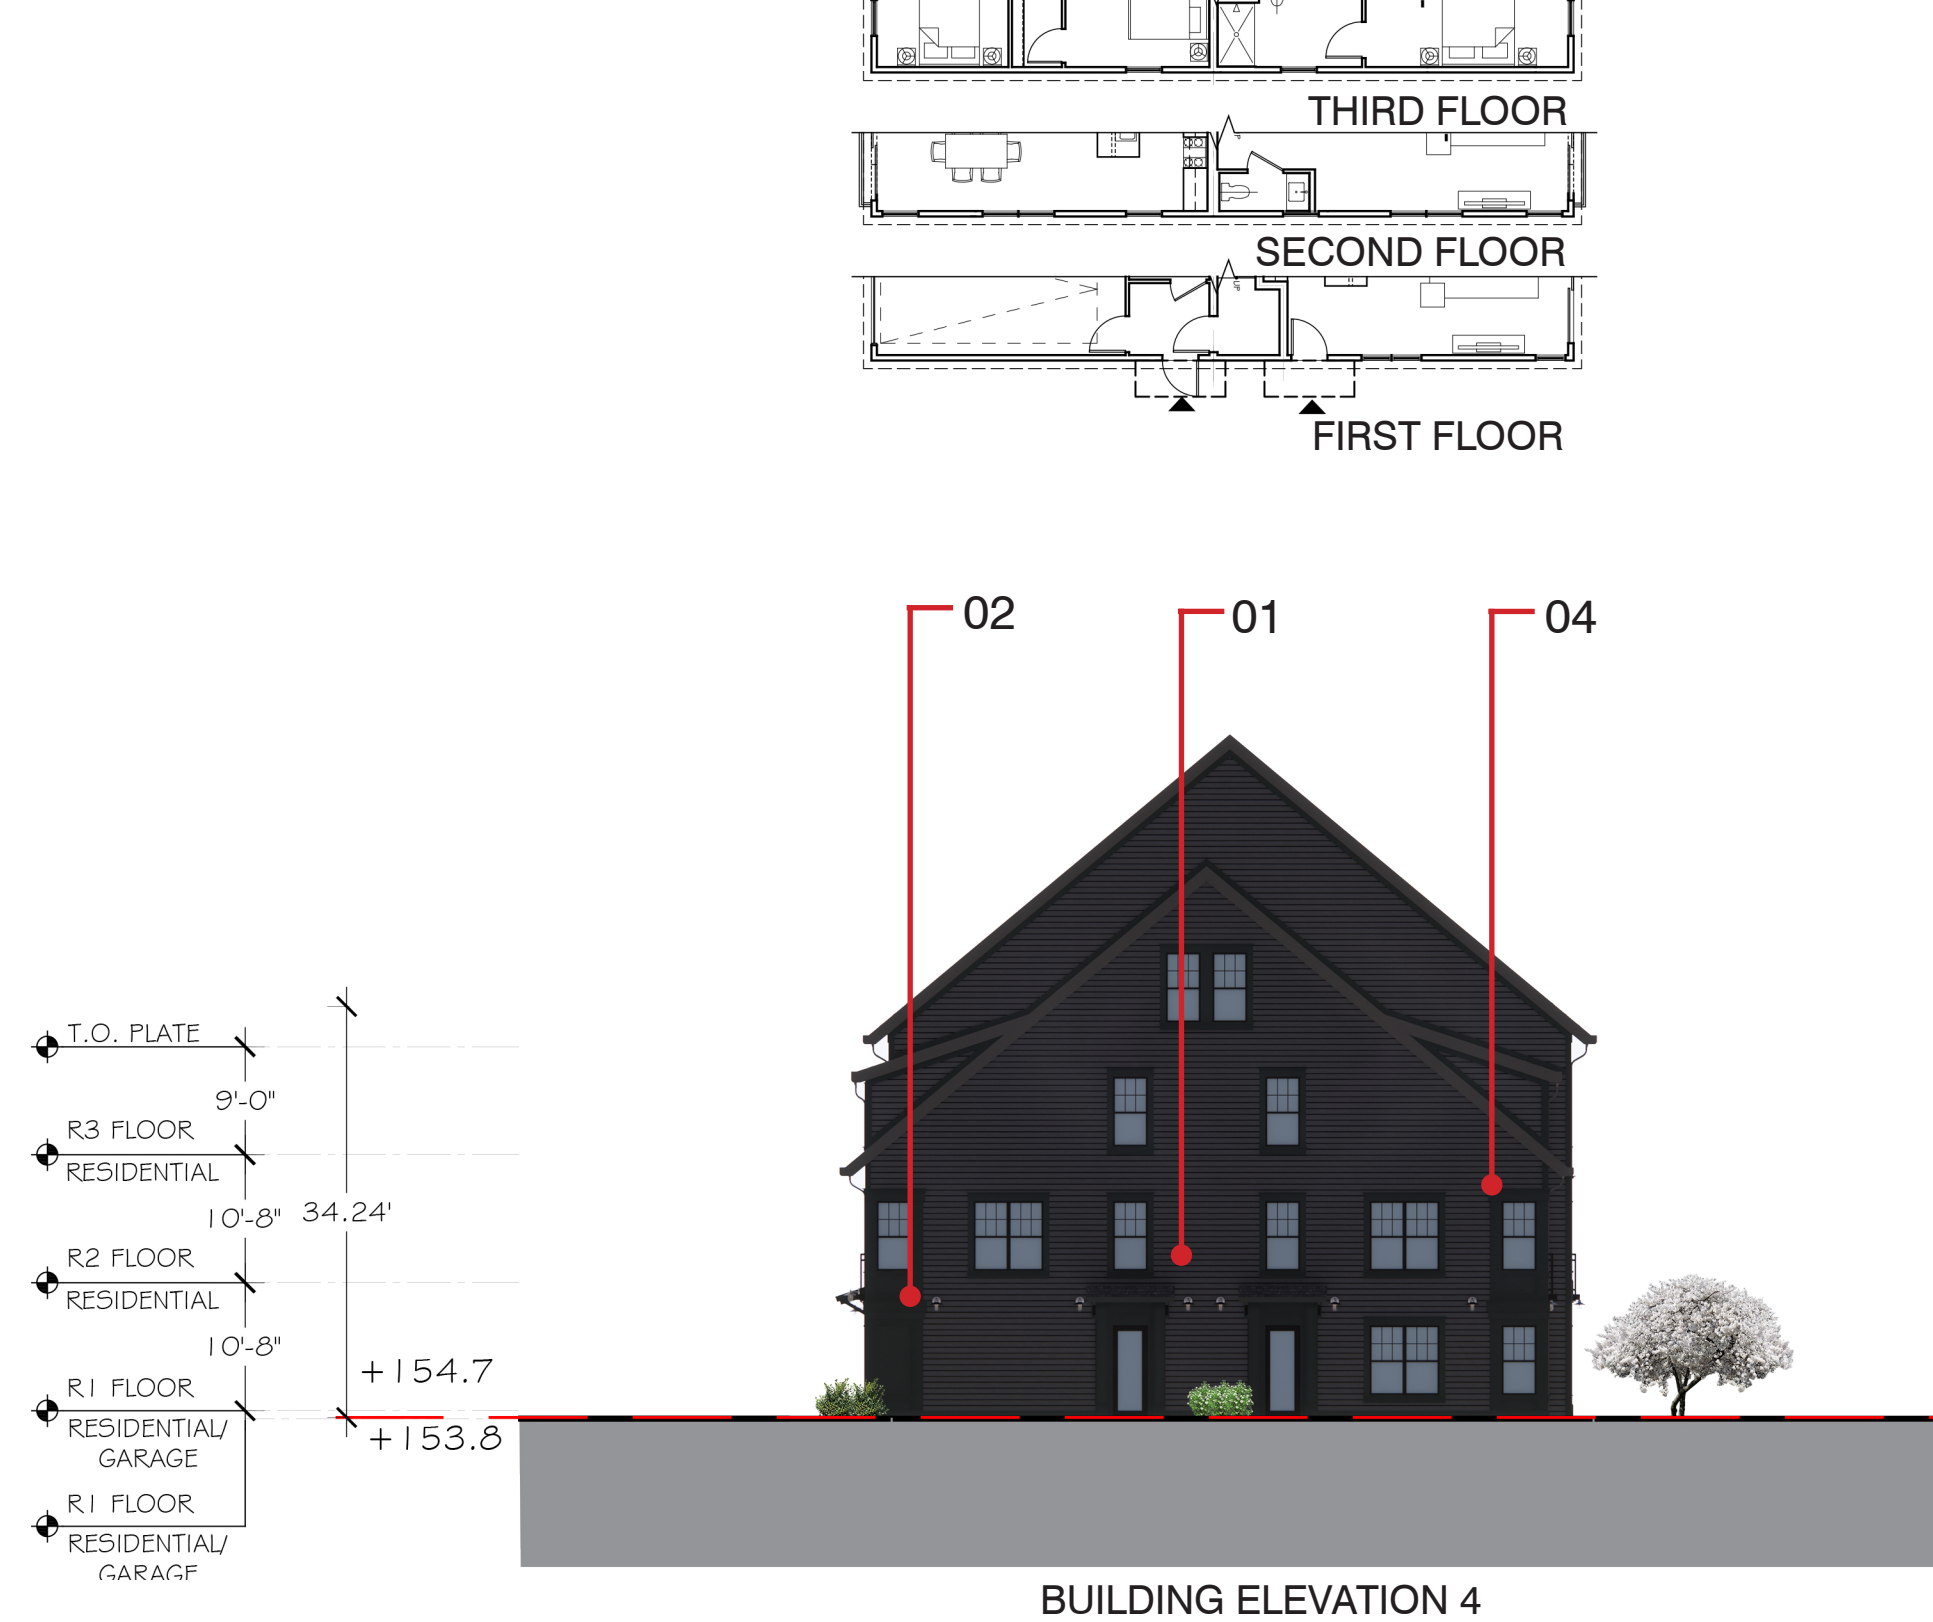 THIRD FLOOR
SECOND FLOOR
UP
FIRST FLOOR
02
01
04
T.O. PLATE
9'-0"
R3 FLOOR
RESIDENTIAL
10'-8"
34.24'
R2 FLOOR
RESIDENTIAL
10'-8"
+154.7
R1 FLOOR
+153.8
RESIDENTIAL/
GARAGE
R1 FLOOR
RESIDENTIAL/
GARAGE
BUILDING ELEVATION 4